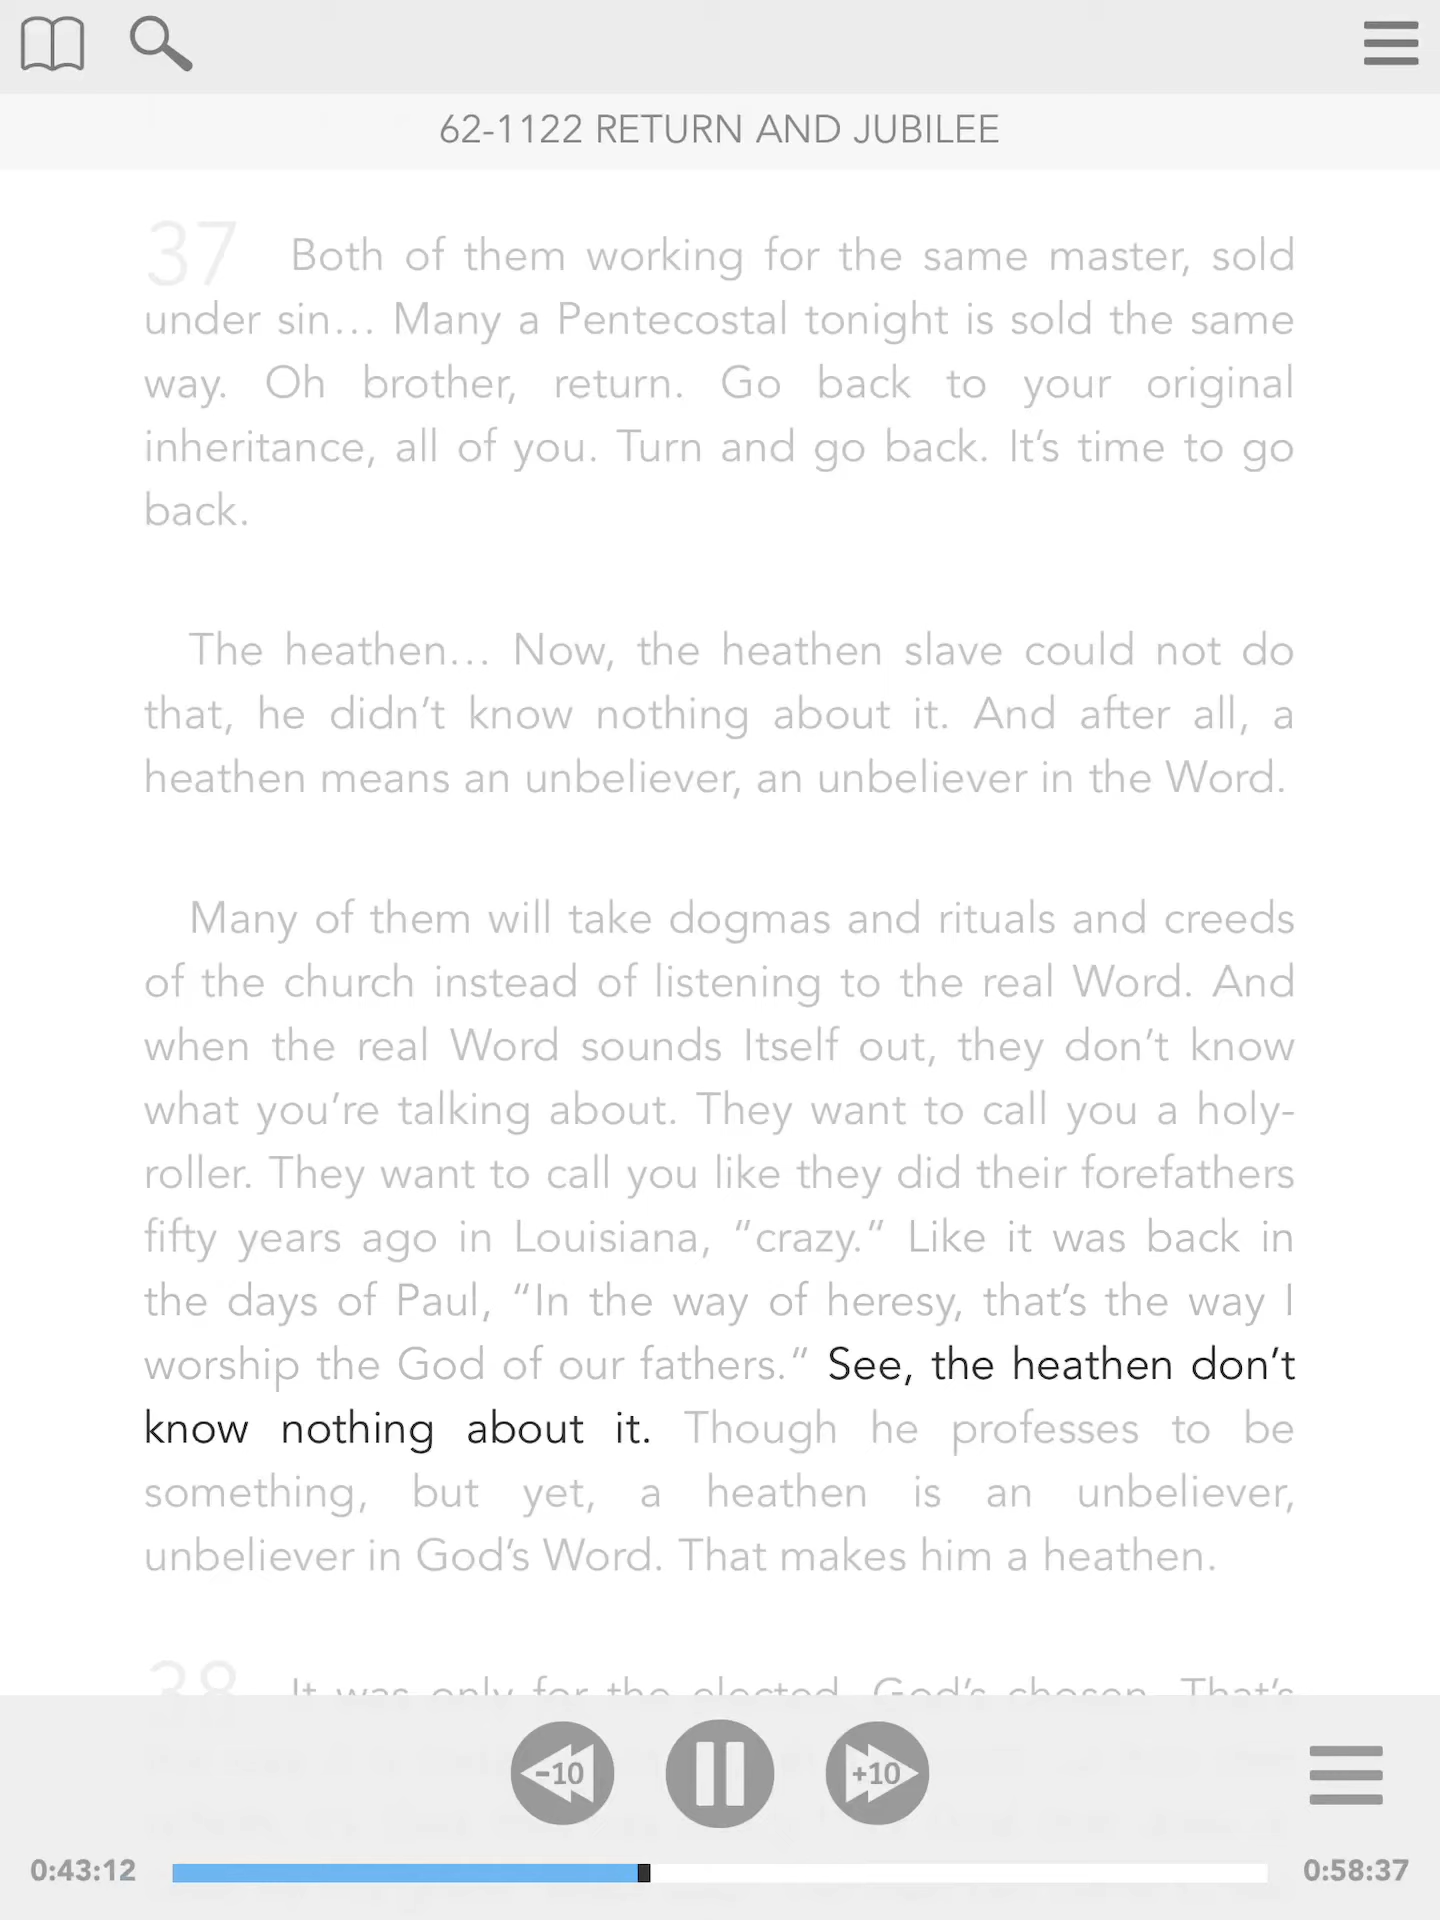 62-1122 RETURN AND JUBILEE
37 Both of them working for the same master, sold
under sin… Many a Pentecostal tonight is sold the same
way. Oh brother, return. Go back to your original
inheritance, all of you. Turn and go back. It’s time to go
back.
The heathen… Now, the heathen slave could not do
that, he didn’t know nothing about it. And after all, a
heathen means an unbeliever, an unbeliever in the Word.
Many of them will take dogmas and rituals and creeds
of the church instead of listening to the real Word. And
when the real Word sounds Itself out, they don’t know
what you’re talking about. They want to call you a holy-
roller. They want to call you like they did their forefathers
fifty years ago in Louisiana, “crazy.” Like it was back in
the days of Paul, “In the way of heresy, that’s the way I
worship the God of our fathers.” See, the heathen don’t
know nothing about it. Though he professes to be
something, but yet, a heathen is an unbeliever,
unbeliever in God’s Word. That makes him a heathen.
38 It was only for the elected, God’s chosen. That’s
-10 +10
0:43:12 0:58:37